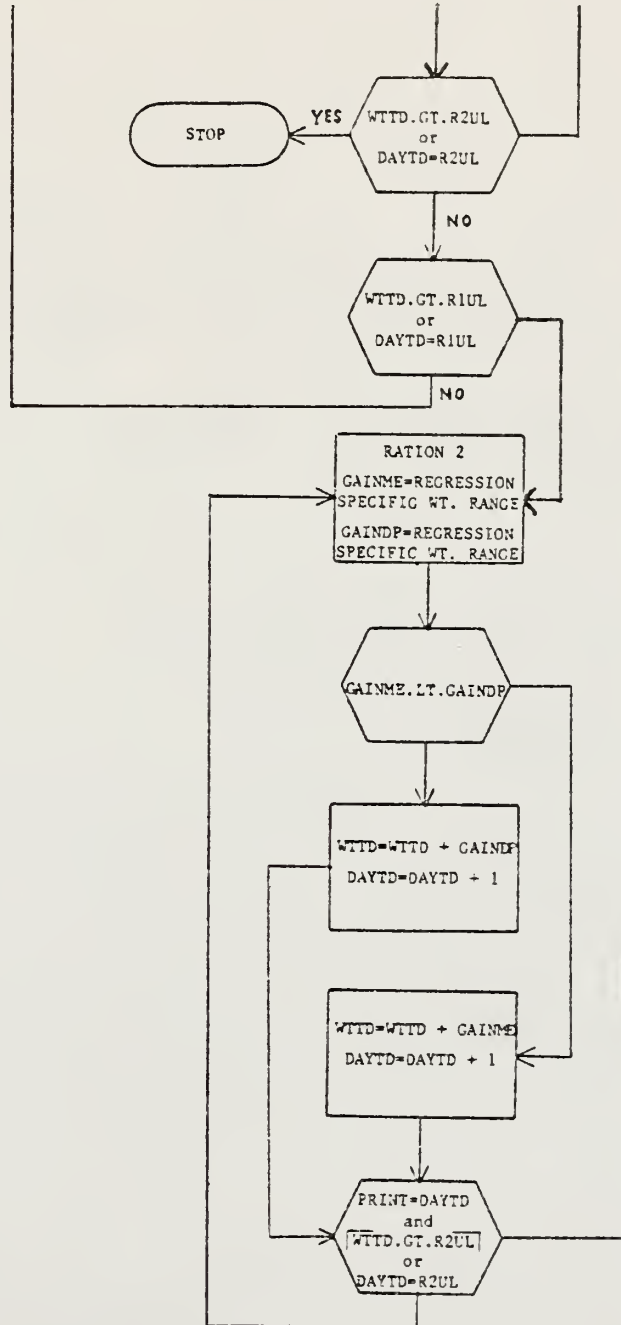 YES
STOP
WTTD.GT.R2UL
or
DAYTD=R2UL
NO
WTTD.GT.R1UL
or
DAYTD=R1UL
NO
RATION 2
GAINME=REGRESSION
SPECIFIC WT. RANGE
GAINDP=REGRESSION
SPECIFIC WT. RANGE
GAINME.LT.GAINDP
WTTD=WTTD + GAINDP
DAYTD=DAYTD + 1
WTTD=WTTD + GAINME
DAYTD=DAYTD + 1
PRINT=DAYTD
and
WTTD.GT.R2UL
or
DAYTD=R2UL